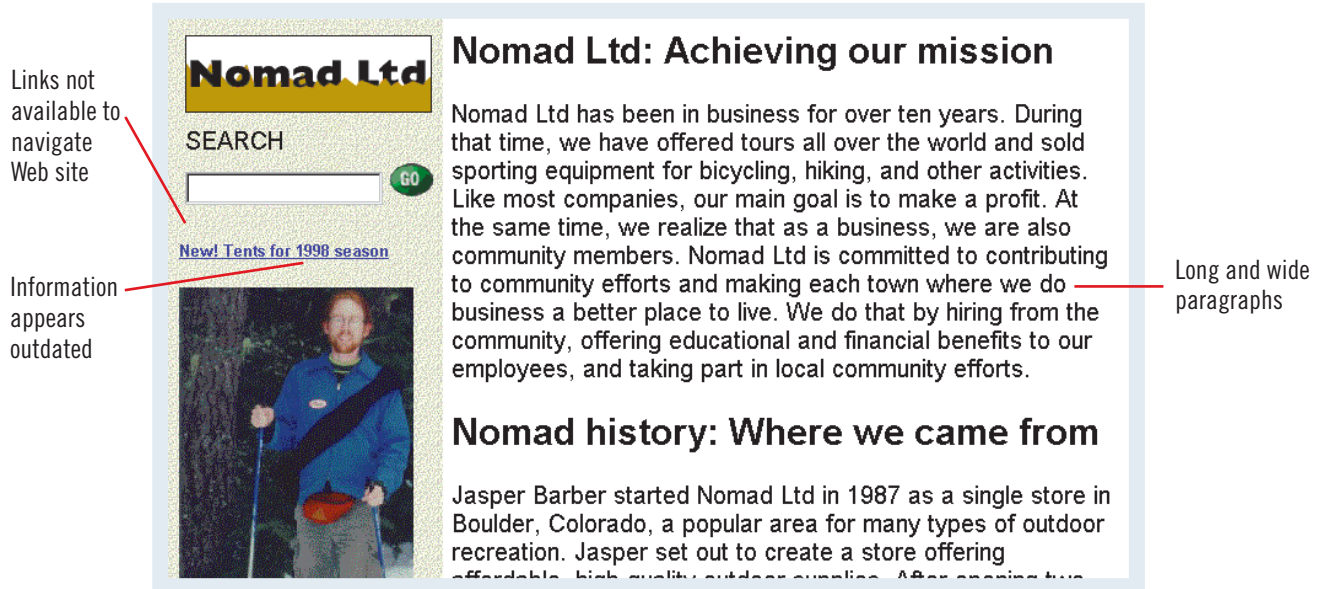 Links not
available to
navigate
Web site
Information
appears
outdated
Nomad Ltd
SEARCH
GO
New! Tents for 1998 season
Nomad Ltd: Achieving our mission
Nomad Ltd has been in business for over ten years. During
that time, we have offered tours all over the world and sold
sporting equipment for bicycling, hiking, and other activities.
Like most companies, our main goal is to make a profit. At
the same time, we realize that as a business, we are also
community members. Nomad Ltd is committed to contributing
to community efforts and making each town where we do
business a better place to live. We do that by hiring from the
community, offering educational and financial benefits to our
employees, and taking part in local community efforts.
Nomad history: Where we came from
Jasper Barber started Nomad Ltd in 1987 as a single store in
Boulder, Colorado, a popular area for many types of outdoor
recreation. Jasper set out to create a store offering
affordable, high quality outdoor supplies. After opening two
Long and wide
paragraphs